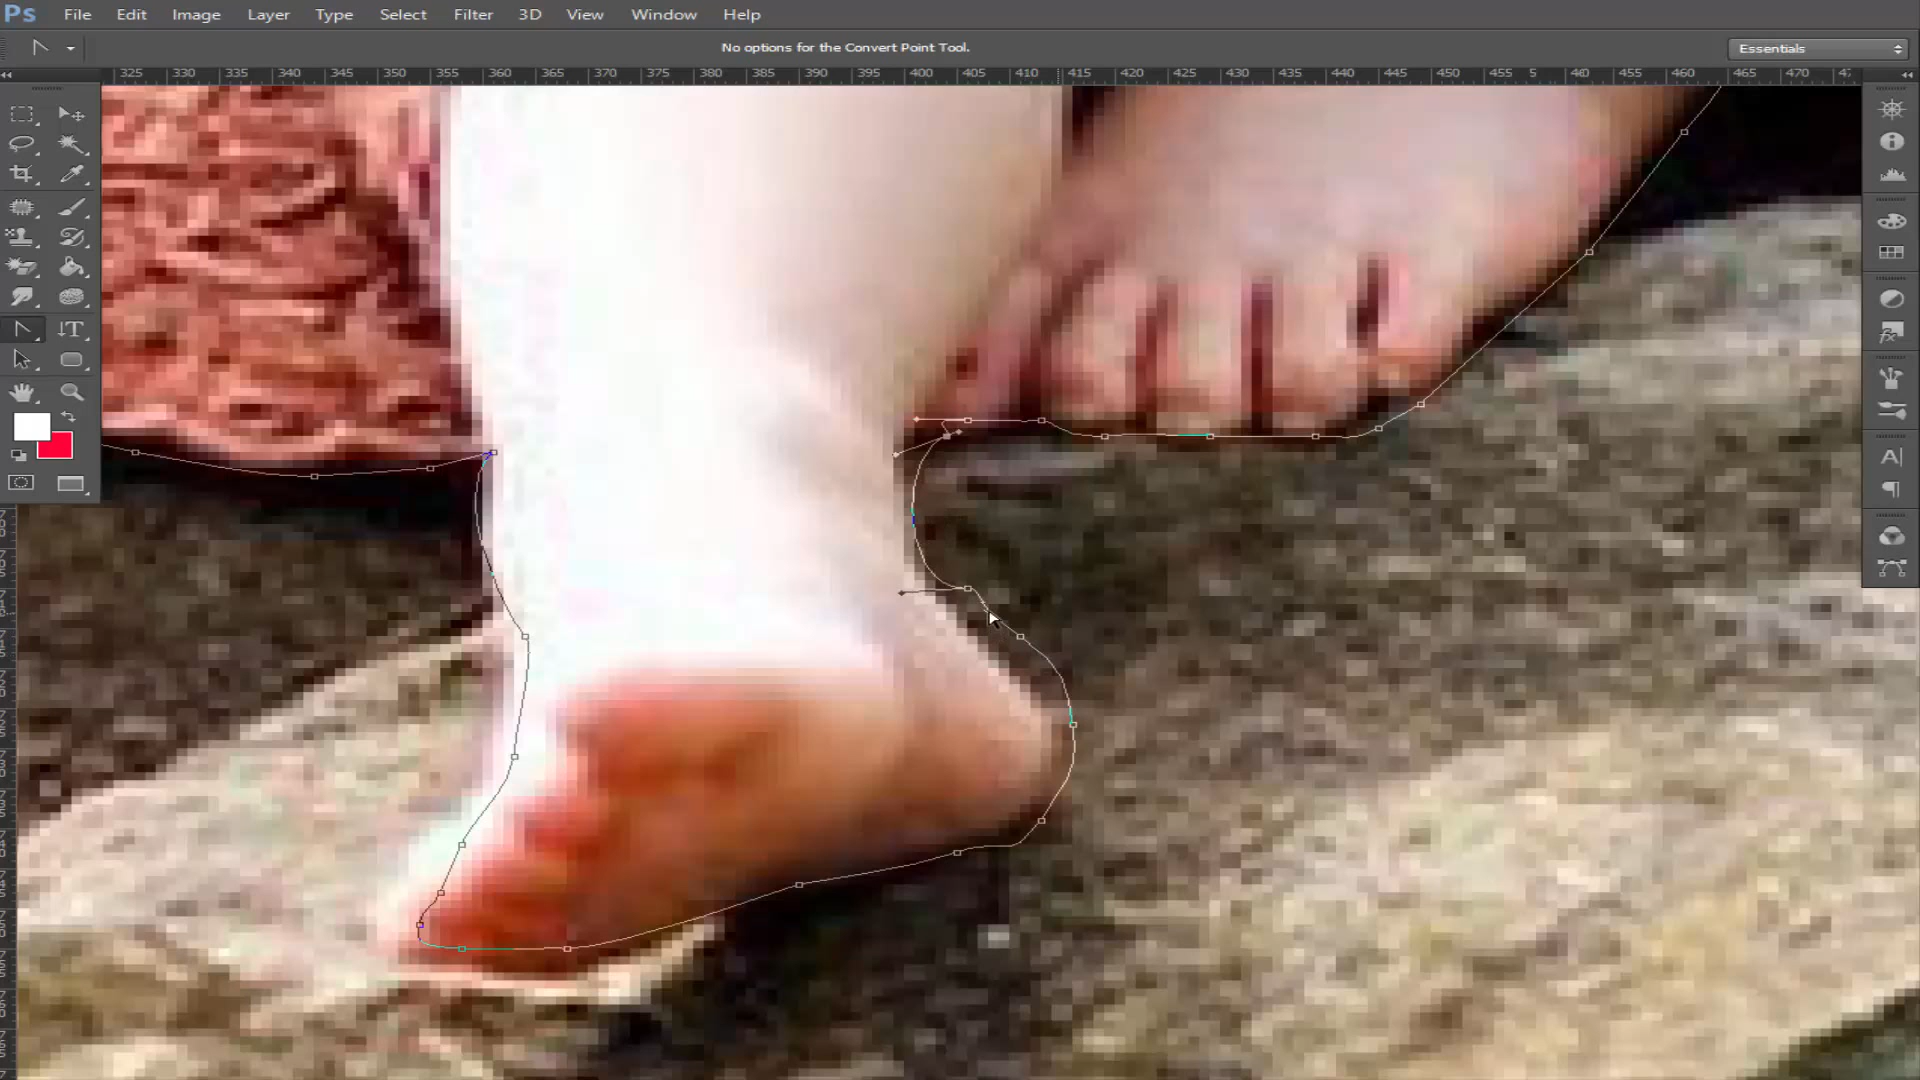 Ps File Edit Image Layer Type Select Filter 3D View Window Help
No options for the Convert Point Tool.
Essentials
325 330 335 340 345 350 355 360 365 370 375 380 385 390 395 400 405 410 415 420 425 430 435 440 445 450 455 5 460 455 460 465 470
T
A
fx